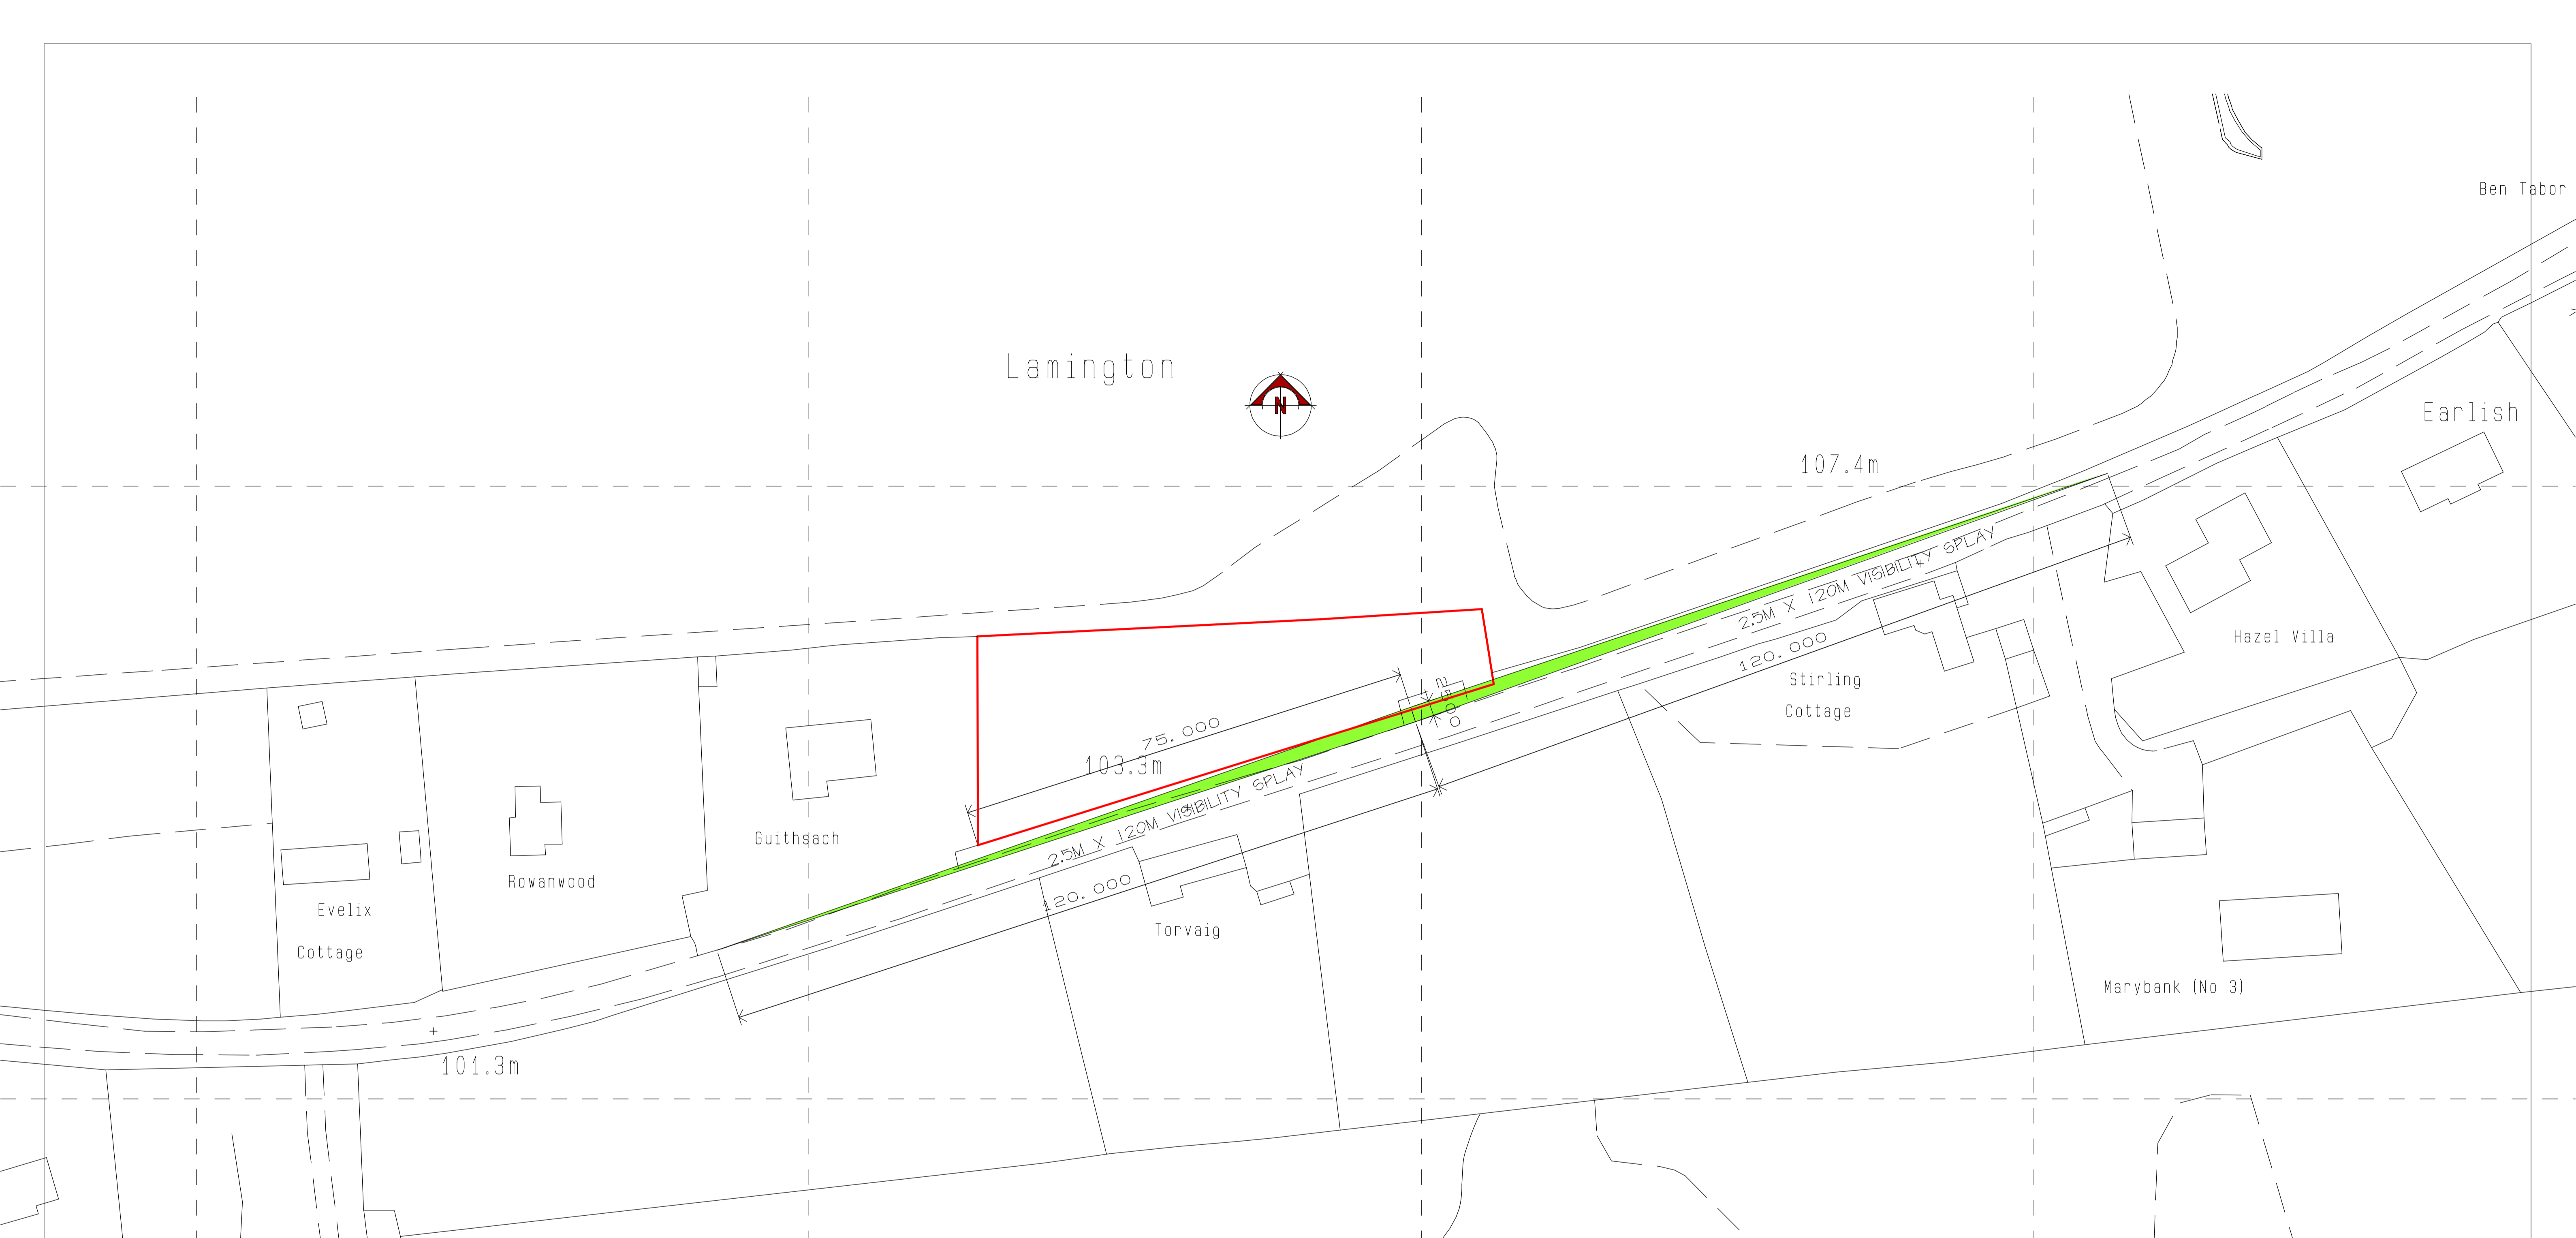 Ben Tabor
Lamington
N
Earlish
107.4m
2.5M X 120M VISIBILITY SPLAY
120.000
Hazel Villa
Stirling
Cottage
2500
75.000
103.3m
2.5M X 120M VISIBILITY SPLAY
120.000
Guithsach
Rowanwood
Evelix
Cottage
Torvaig
Marybank (No 3)
101.3m